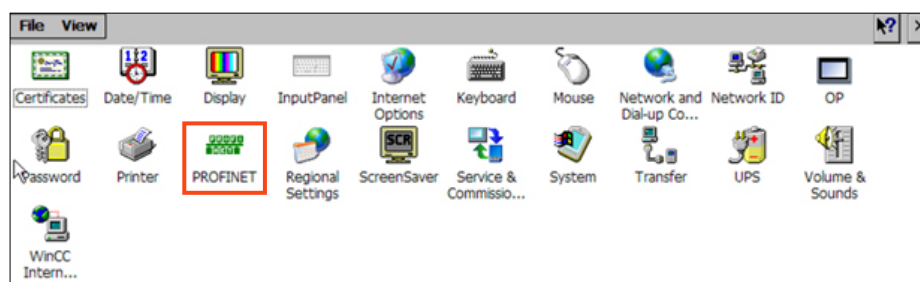 File View
Certificates Date/Time Display InputPanel Internet Options Keyboard Mouse Network and Dial-up Co... Network ID OP
Password Printer PROFINET Regional Settings ScreenSaver SCR Service & Commissio... System Transfer UPS Volume & Sounds
WinCC Intern...